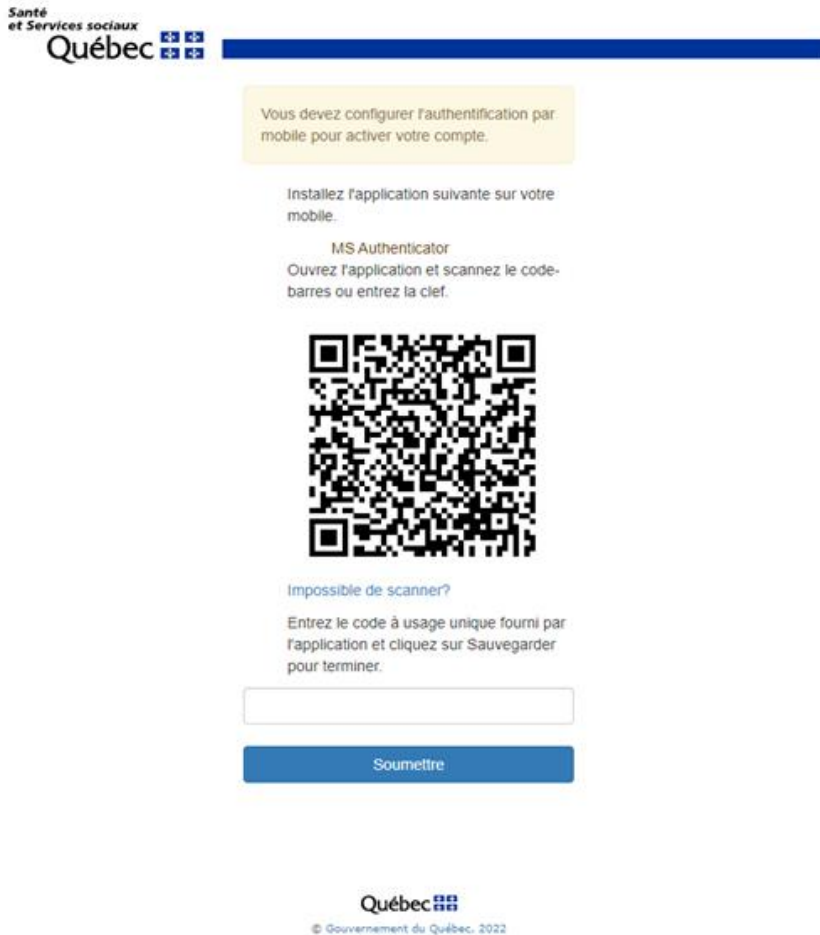 Santé
et Services sociaux
Québec
Vous devez configurer l'authentification par
mobile pour activer votre compte.
Installez l'application suivante sur votre
mobile.
MS Authenticator
Ouvrez l'application et scannez le code-
barres ou entrez la clef.
Impossible de scanner?
Entrez le code à usage unique fourni par
l'application et cliquez sur Sauvegarder
pour terminer.
Soumettre
Québec
© Gouvernement du Québec, 2022